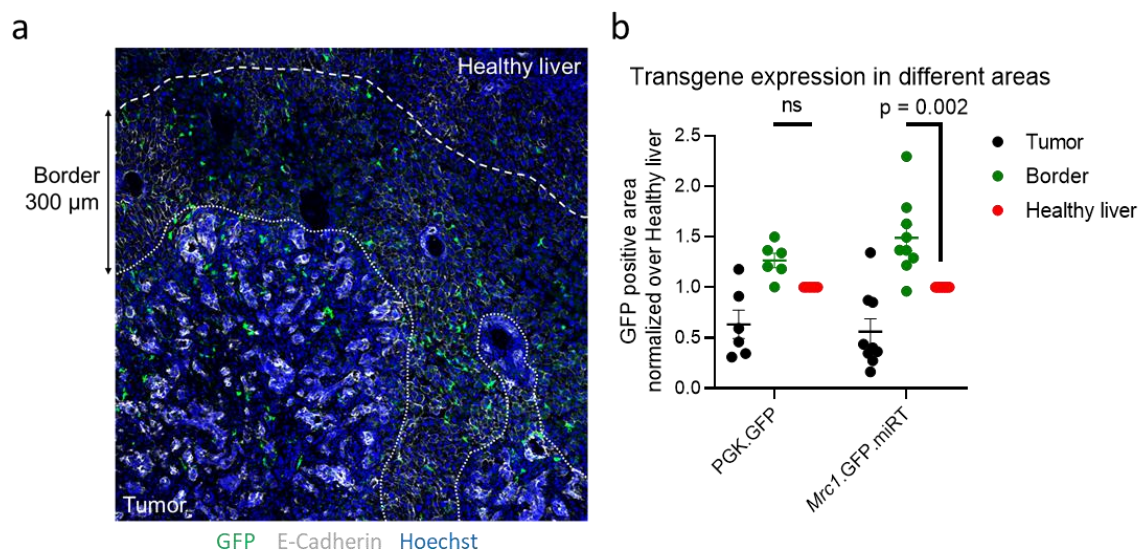 a
Healthy liver
Border
300 µm
Tumor
GFP E-Cadherin Hoechst
b
Transgene expression in different areas
ns
p = 0.002
GFP positive area
normalized over Healthy liver
2.5
2.0
1.5
1.0
0.5
0.0
PGK.GFP
Mrc1.GFP.miRT
Tumor
Border
Healthy liver